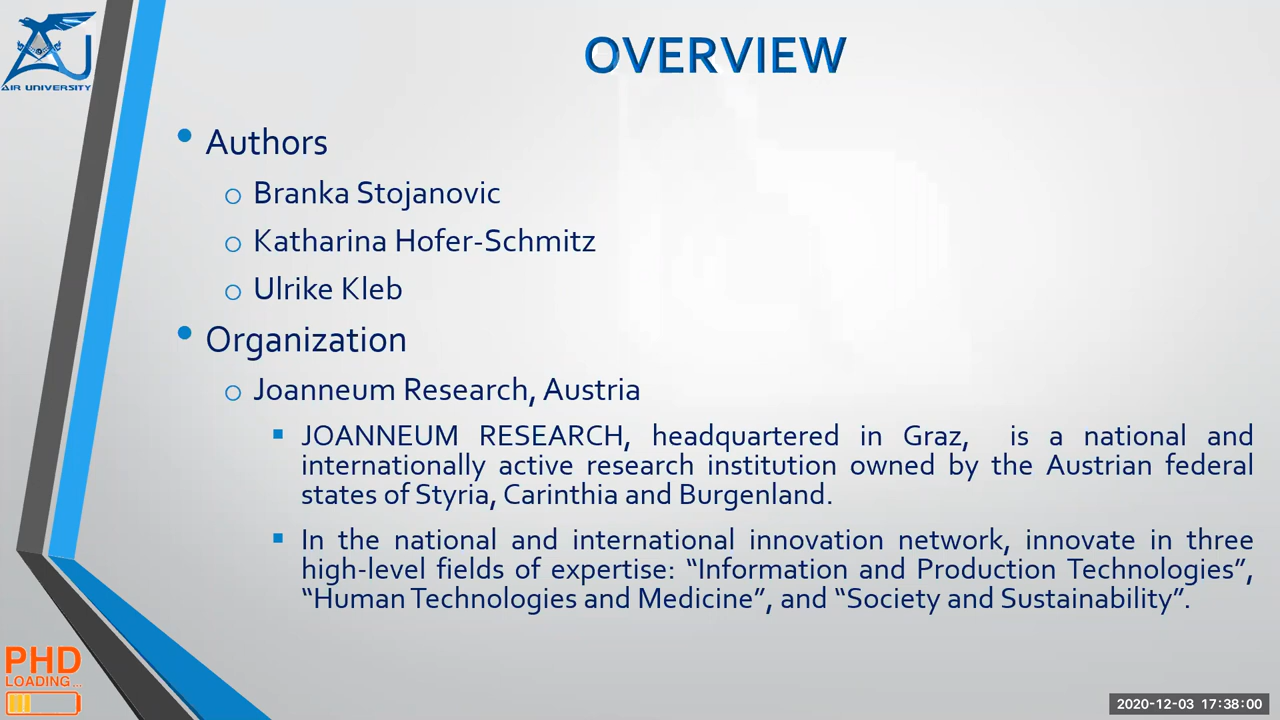 AIR UNIVERSITY
OVERVIEW
Authors
Branka Stojanovic
Katharina Hofer-Schmitz
Ulrike Kleb
Organization
Joanneum Research, Austria
JOANNEUM RESEARCH, headquartered in Graz, is a national and
internationally active research institution owned by the Austrian federal
states of Styria, Carinthia and Burgenland.
In the national and international innovation network, innovate in three
high-level fields of expertise: “Information and Production Technologies”,
“Human Technologies and Medicine”, and “Society and Sustainability”.
PHD
LOADING...
2020-12-03 17:38:00